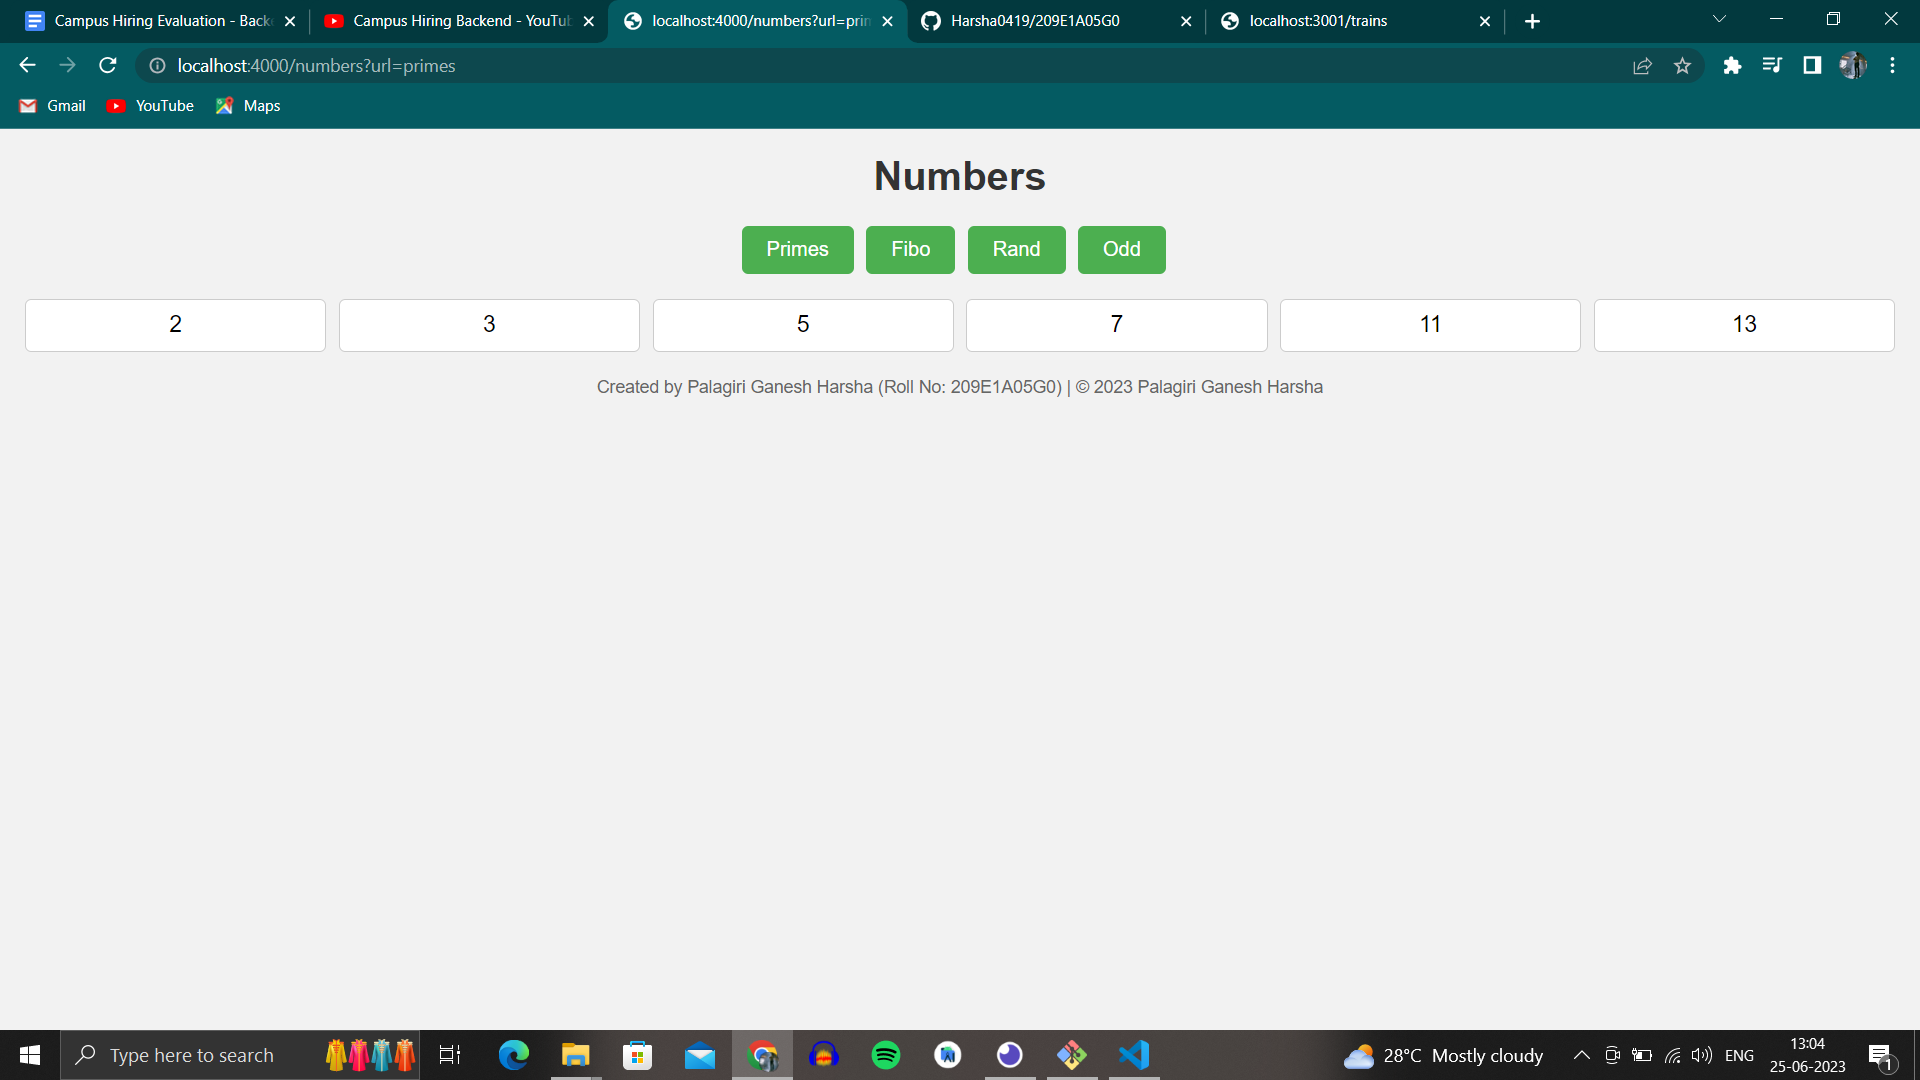 Campus Hiring Evaluation - Back
Campus Hiring Backend - YouTub
localhost:4000/numbers?url=prin
Harsha0419/209E1A05G0
localhost:3001/trains
localhost:4000/numbers?url=primes
Gmail
YouTube
Maps
Numbers
Primes
Fibo
Rand
Odd
2
3
5
7
11
13
Created by Palagiri Ganesh Harsha (Roll No: 209E1A05G0) | © 2023 Palagiri Ganesh Harsha
Type here to search
28°C Mostly cloudy
ENG
13:04
25-06-2023
1